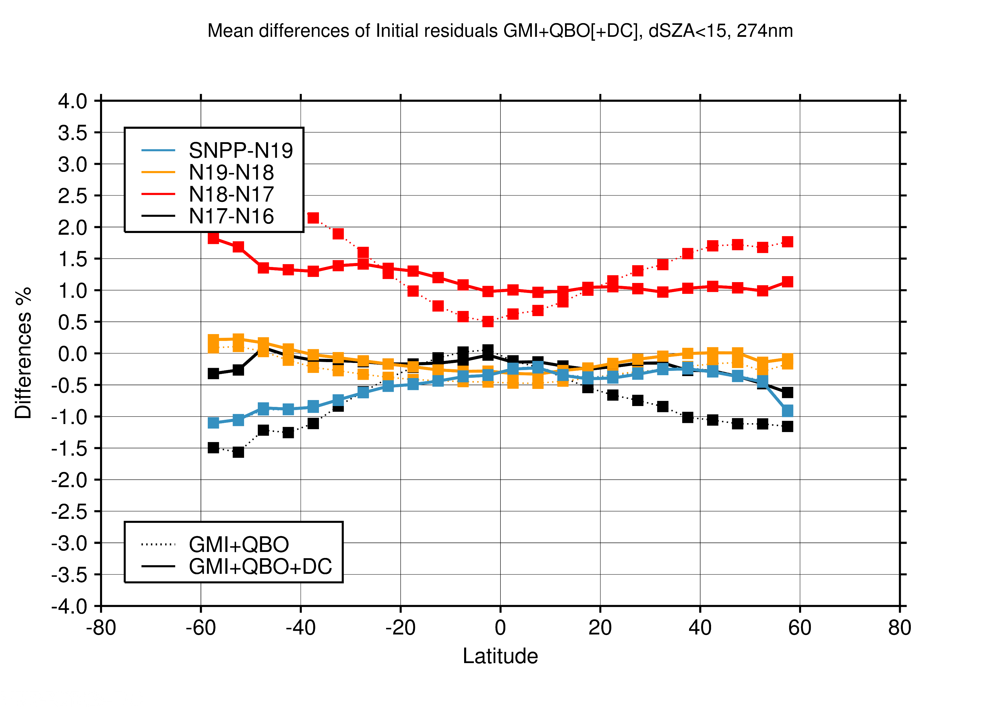 Mean differences of Initial residuals GMI+QBO[+DC], dSZA<15, 274nm
4.0
3.5
3.0
2.5
2.0
1.5
1.0
0.5
0.0
-0.5
-1.0
-1.5
-2.0
-2.5
-3.0
-3.5
-4.0
Differences %
SNPP-N19
N19-N18
N18-N17
N17-N16
GMI+QBO
GMI+QBO+DC
-80 -60 -40 -20 0 20 40 60 80
Latitude